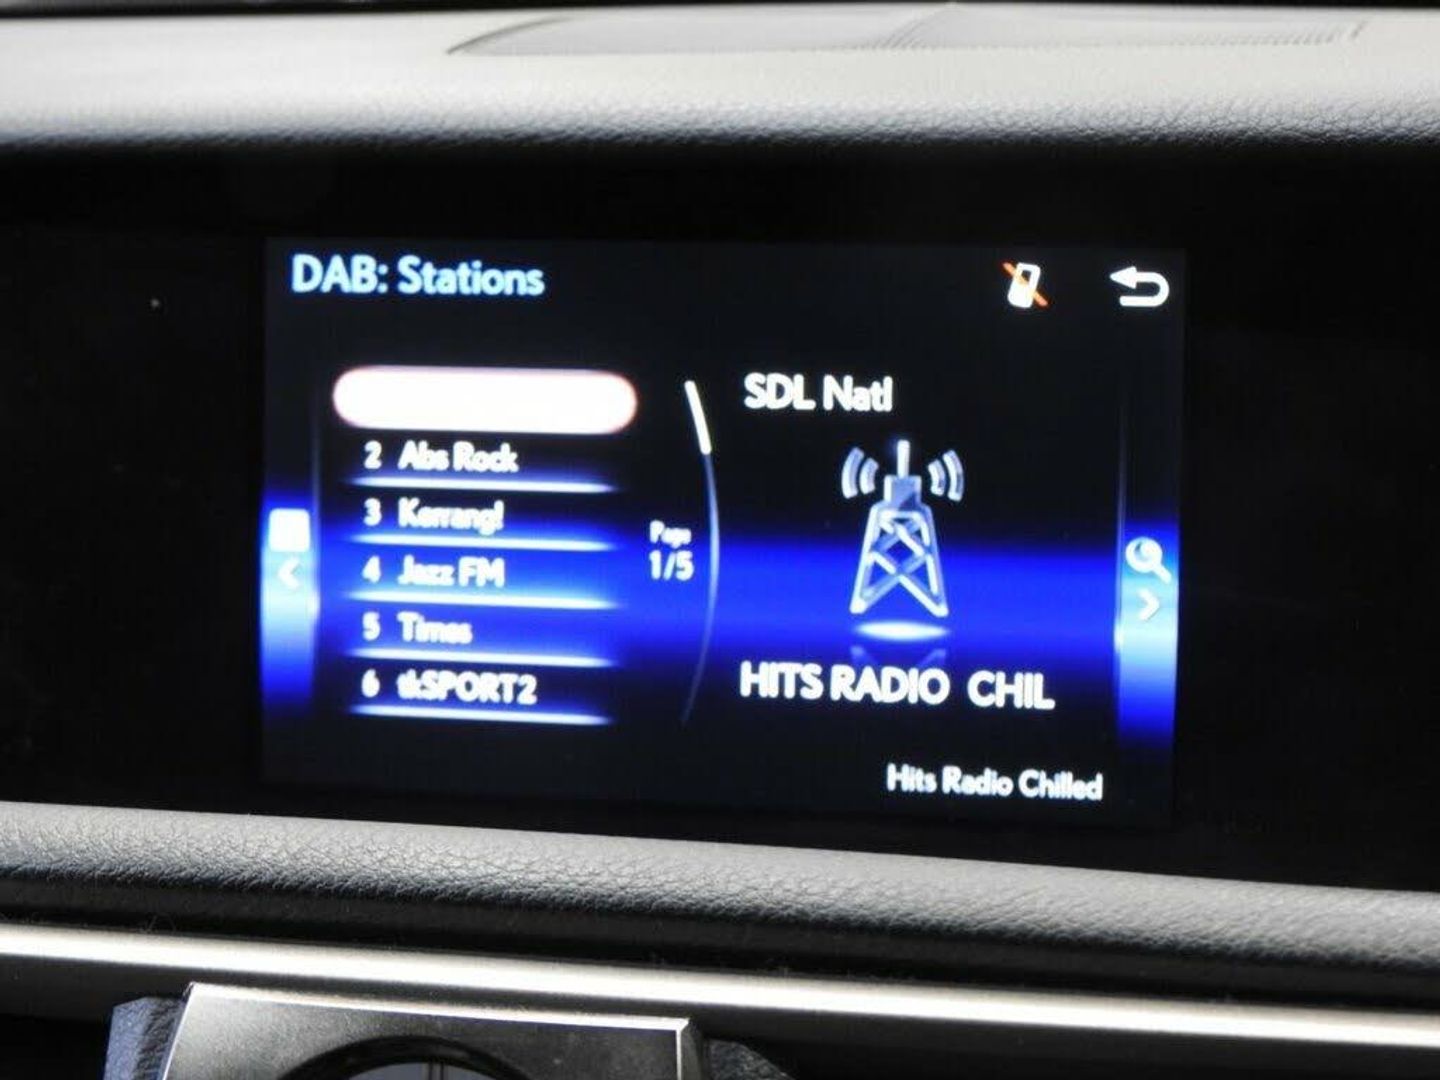 DAB: Stations
SDL Natl
2 Abs Rock
3 Kerrang!
4 Jazz FM
5 Times
6 tkSPORT2
Page
1/5
HITS RADIO CHIL
Hits Radio Chilled